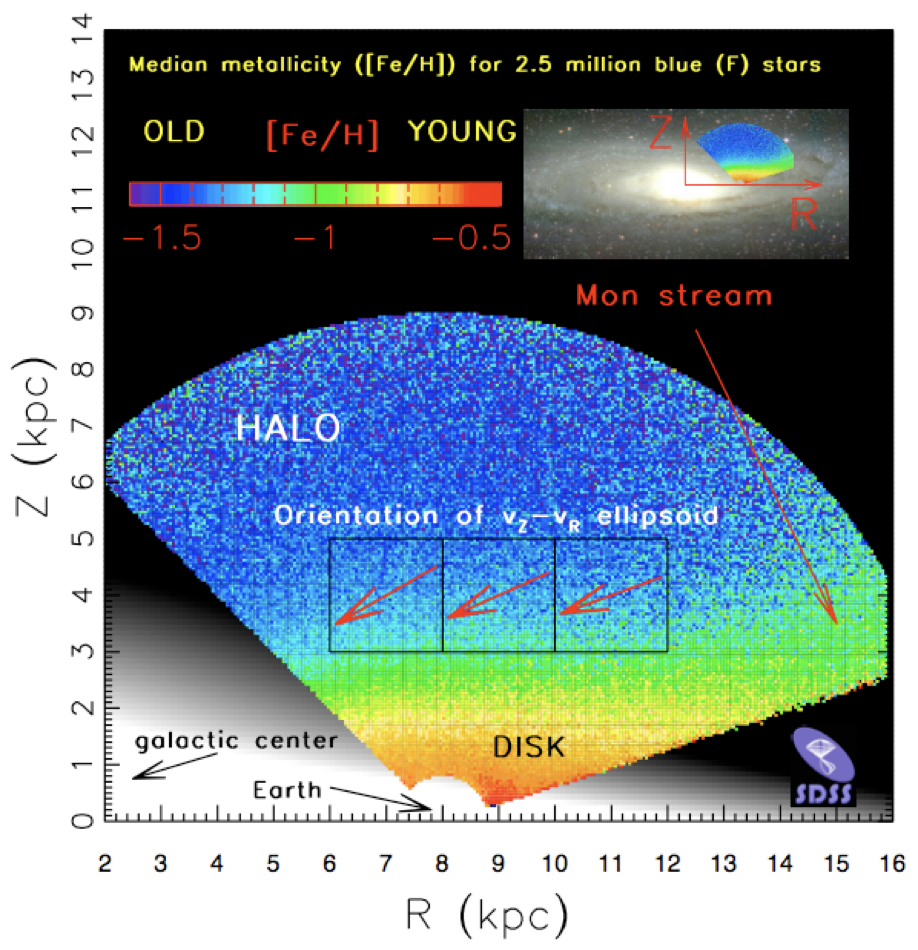 Median metallicity ([Fe/H]) for 2.5 million blue (F) stars
OLD [Fe/H] YOUNG
−1.5 −1 −0.5
Z
R
Mon stream
HALO
Orientation of v_Z−v_R ellipsoid
DISK
galactic center
Earth
SDSS
Z (kpc)
14
13
12
11
10
9
8
7
6
5
4
3
2
1
0
2 3 4 5 6 7 8 9 10 11 12 13 14 15 16
R (kpc)